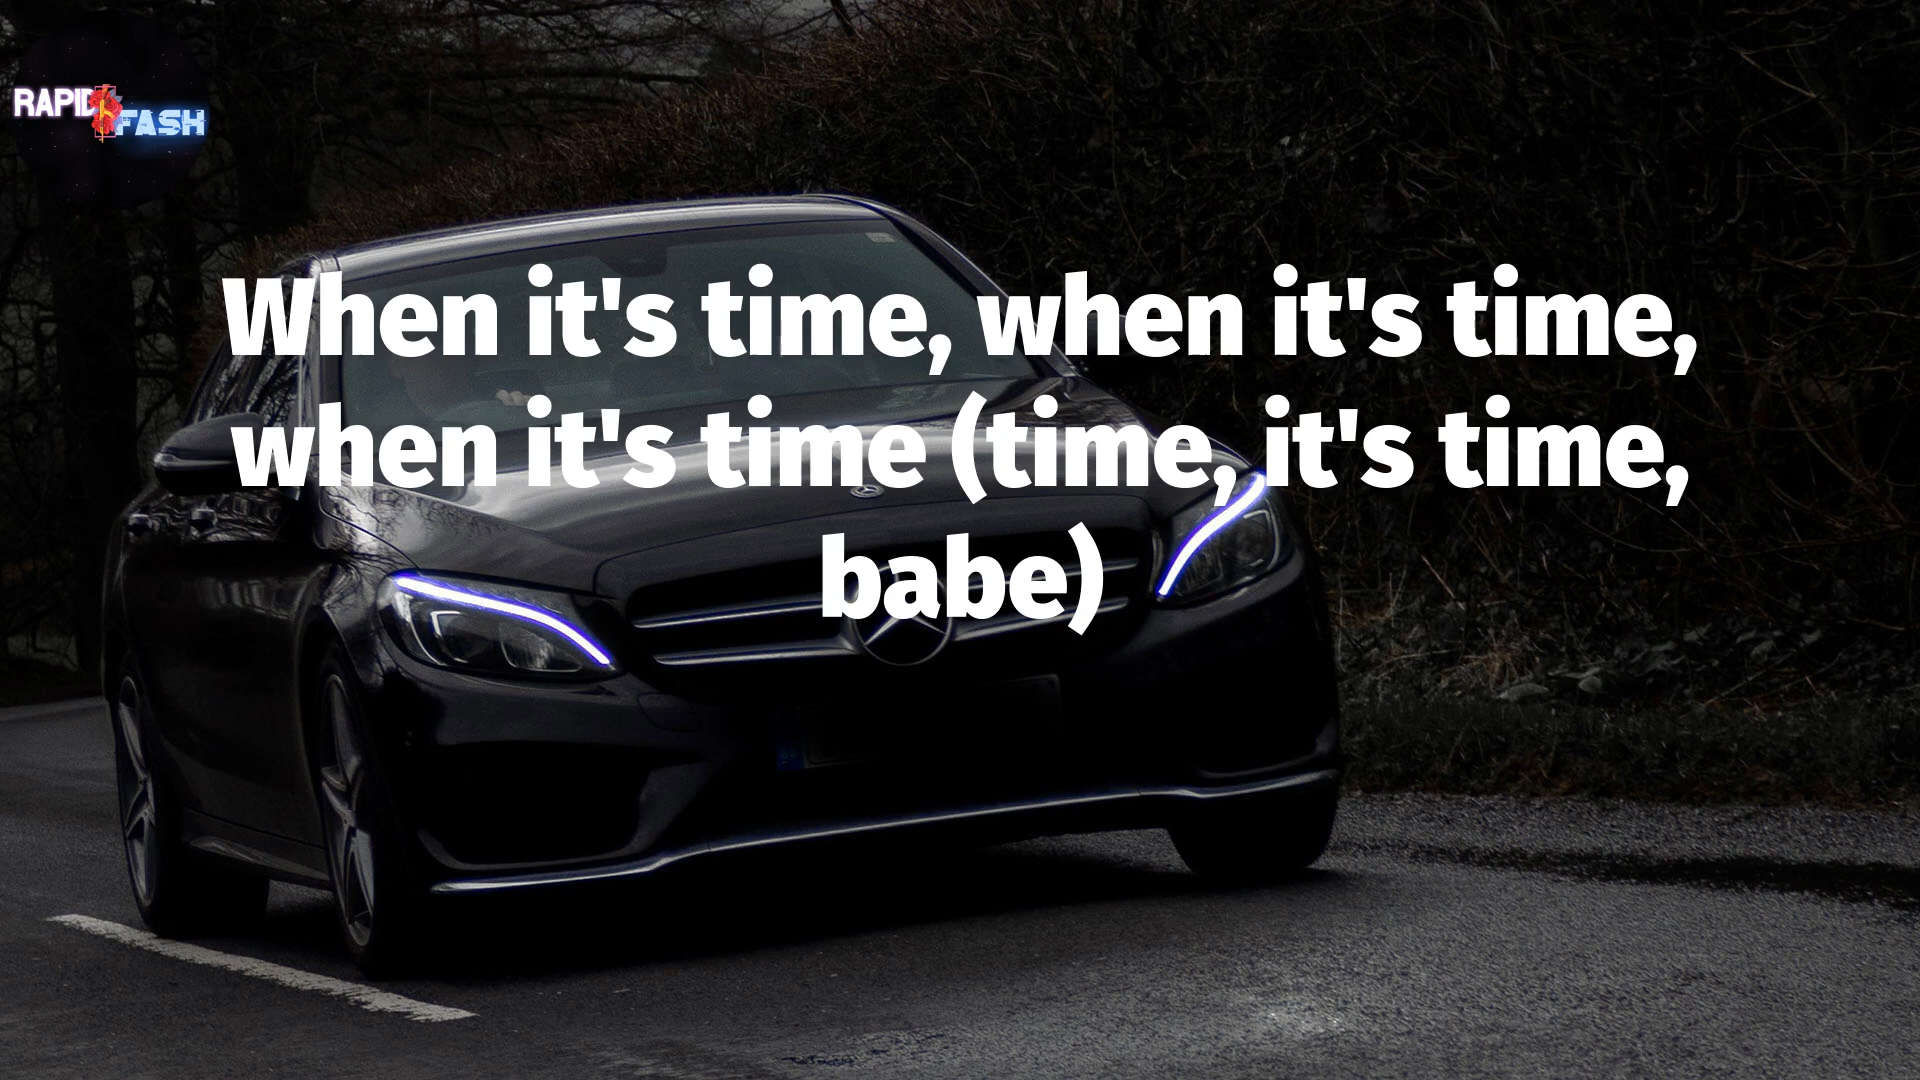 RAPID FASH
When it's time, when it's time,
when it's time (time, it's time,
babe)